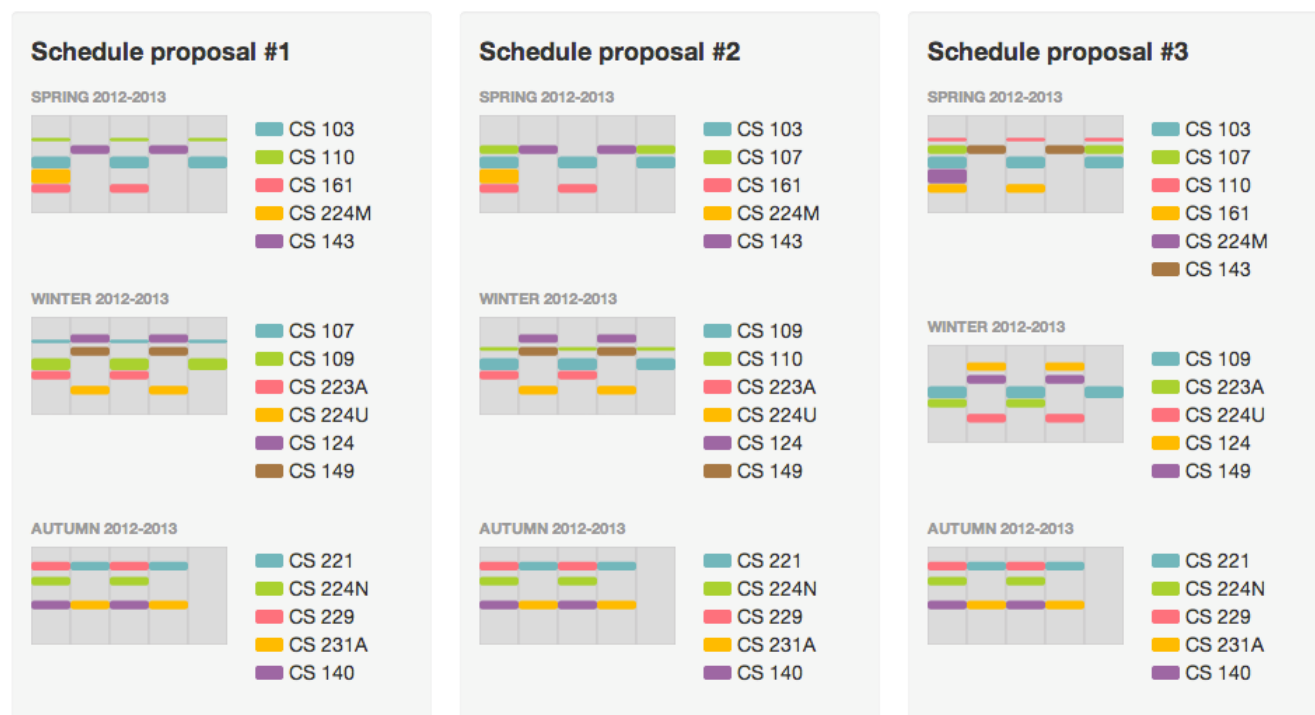 Schedule proposal #1
SPRING 2012-2013
CS 103
CS 110
CS 161
CS 224M
CS 143
WINTER 2012-2013
CS 107
CS 109
CS 223A
CS 224U
CS 124
CS 149
AUTUMN 2012-2013
CS 221
CS 224N
CS 229
CS 231A
CS 140
Schedule proposal #2
SPRING 2012-2013
CS 103
CS 107
CS 161
CS 224M
CS 143
WINTER 2012-2013
CS 109
CS 110
CS 223A
CS 224U
CS 124
CS 149
AUTUMN 2012-2013
CS 221
CS 224N
CS 229
CS 231A
CS 140
Schedule proposal #3
SPRING 2012-2013
CS 103
CS 107
CS 110
CS 161
CS 224M
CS 143
WINTER 2012-2013
CS 109
CS 223A
CS 224U
CS 124
CS 149
AUTUMN 2012-2013
CS 221
CS 224N
CS 229
CS 231A
CS 140